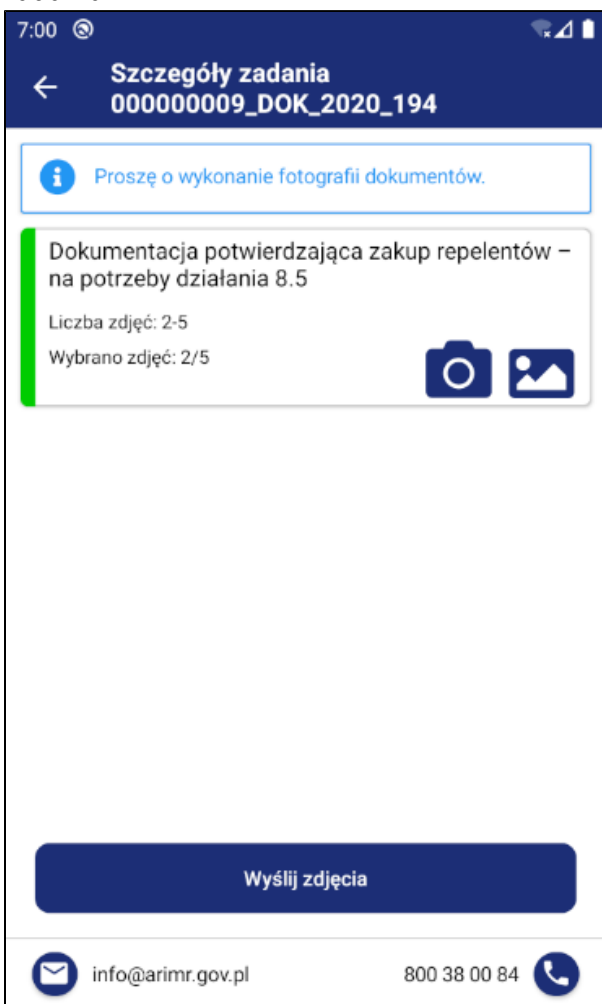 7:00
Szczegóły zadania
000000009_DOK_2020_194
Proszę o wykonanie fotografii dokumentów.
Dokumentacja potwierdzająca zakup repelentów –
na potrzeby działania 8.5
Liczba zdjęć: 2-5
Wybrano zdjęć: 2/5
Wyślij zdjęcia
info@arimr.gov.pl
800 38 00 84